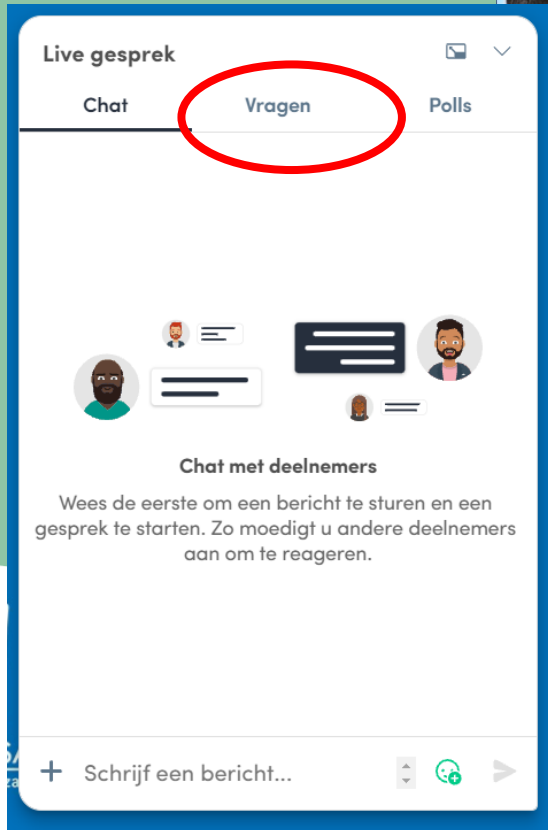 Live gesprek
Chat Vragen Polls
Chat met deelnemers
Wees de eerste om een bericht te sturen en een
gesprek te starten. Zo moedigt u andere deelnemers
aan om te reageren.
Schrijf een bericht...